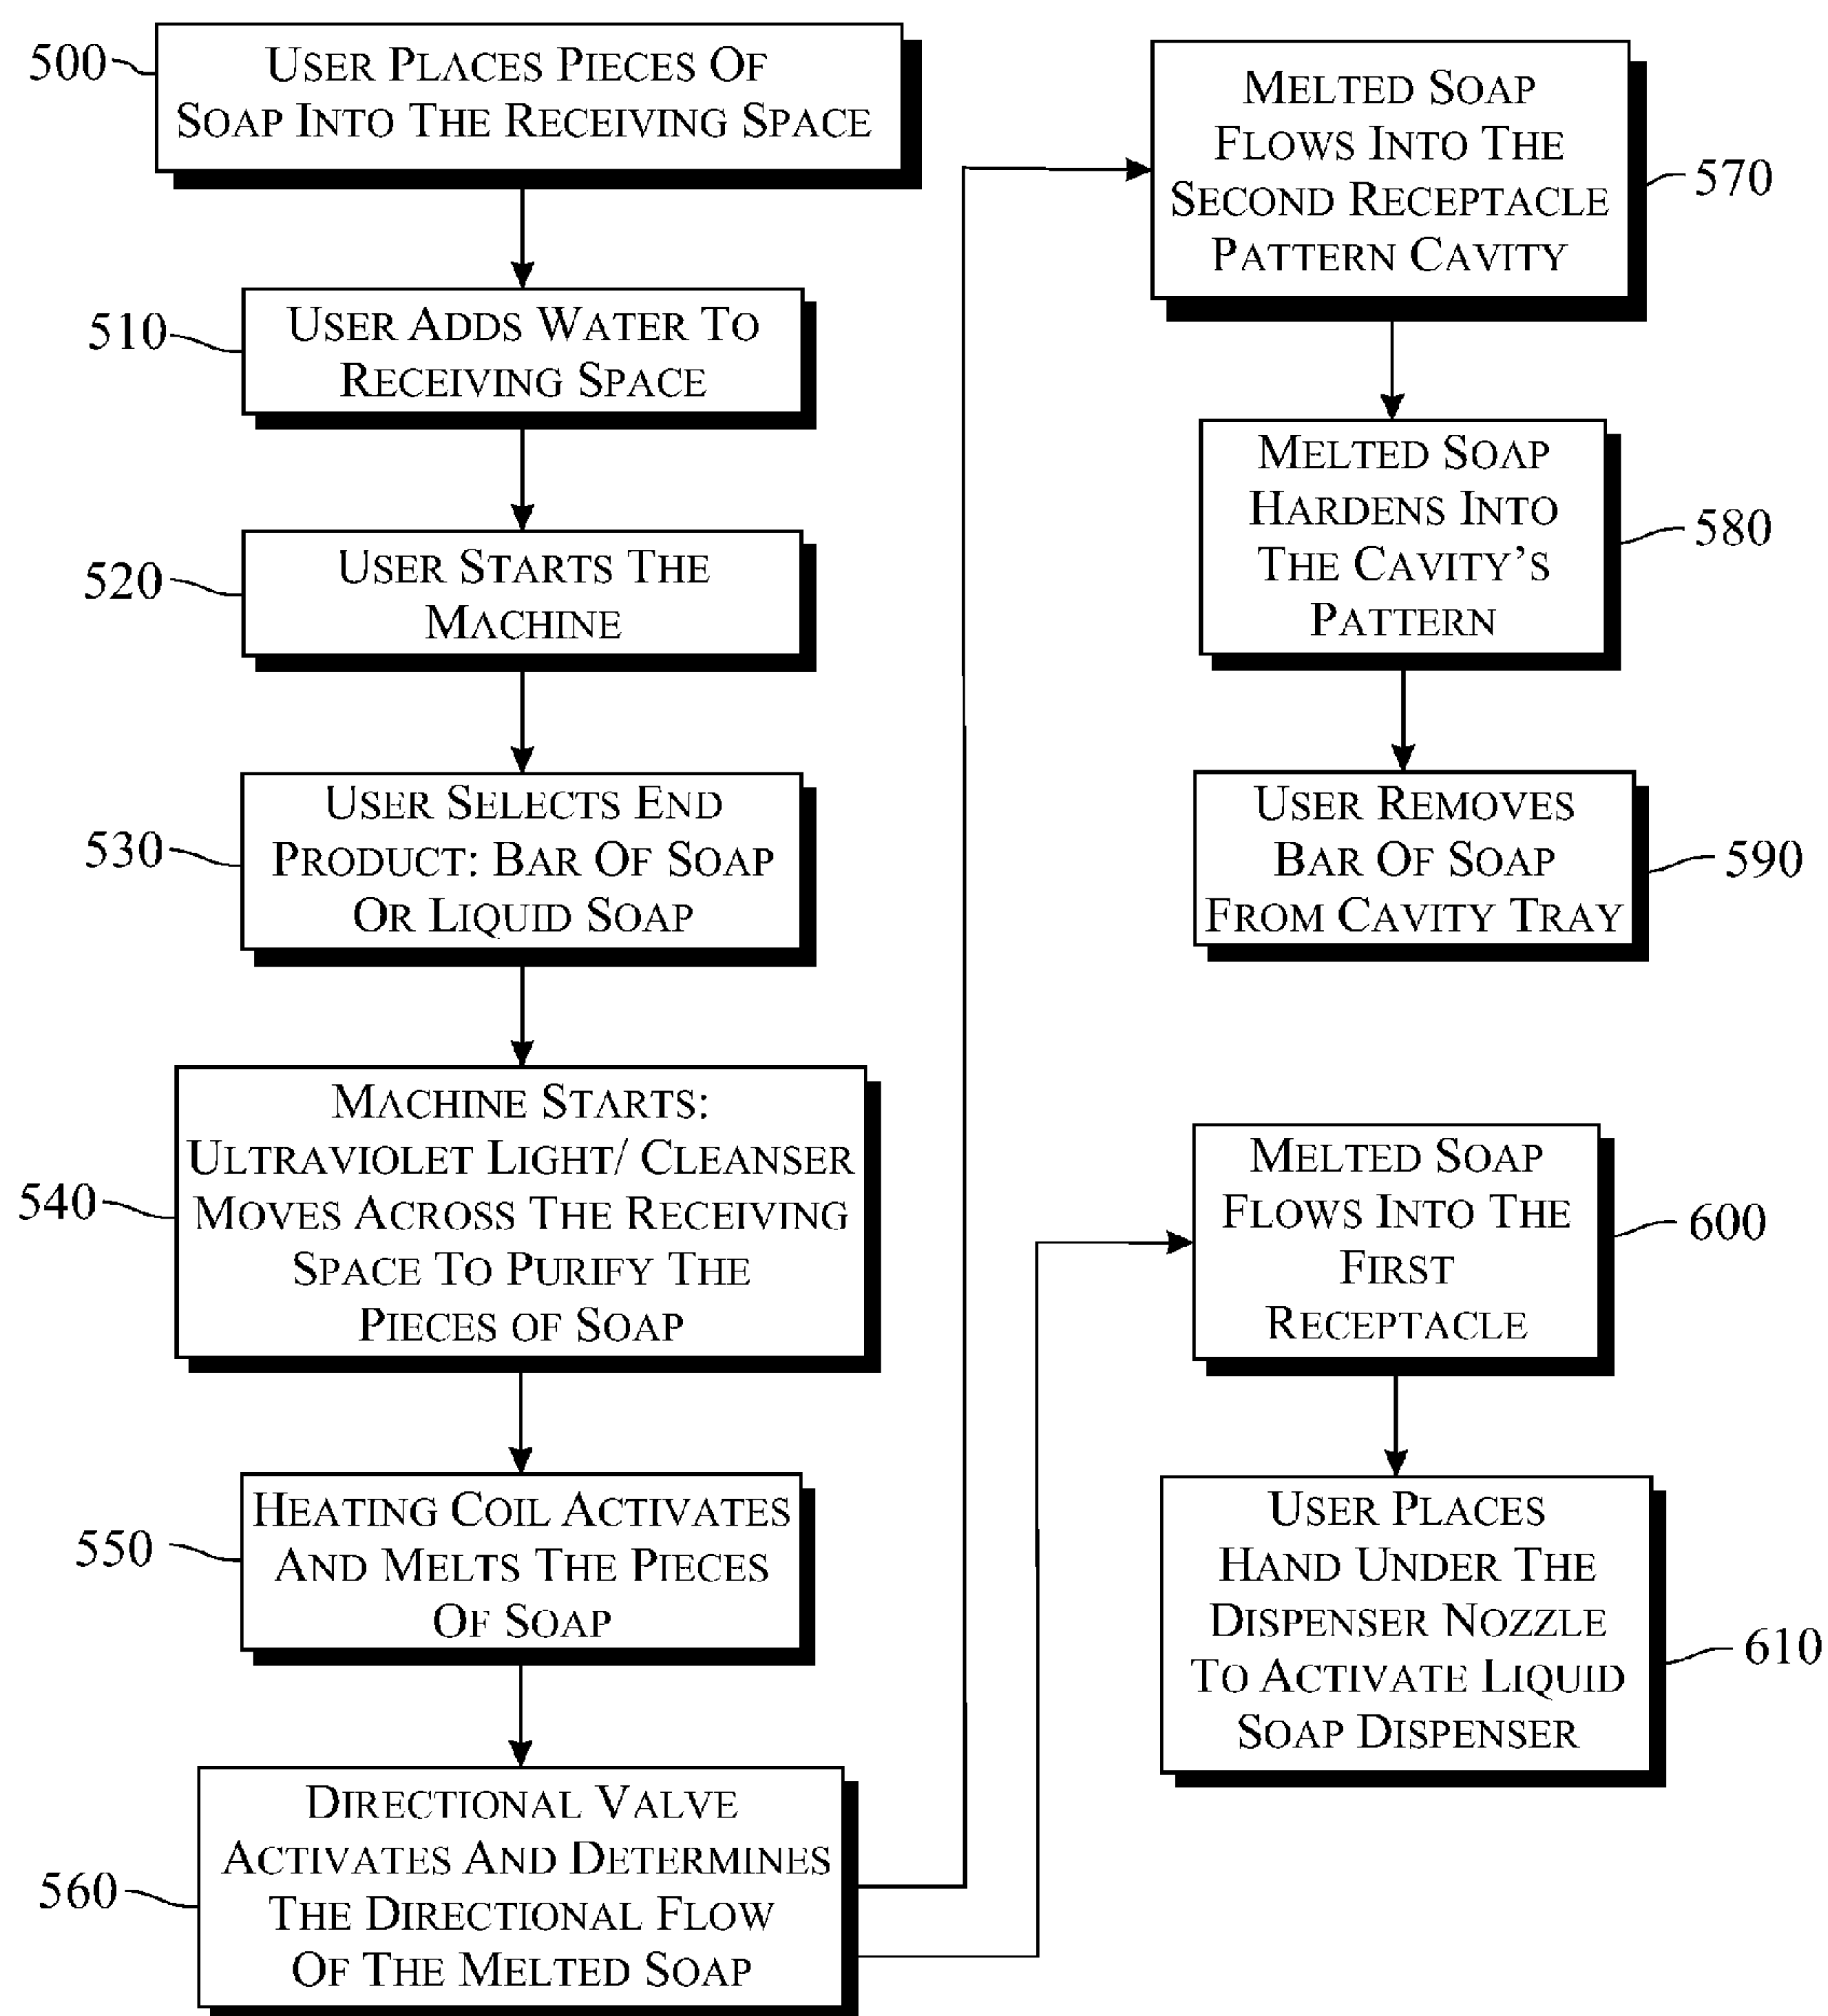 500
USER PLACES PIECES OF
SOAP INTO THE RECEIVING SPACE
510
USER ADDS WATER TO
RECEIVING SPACE
520
USER STARTS THE
MACHINE
530
USER SELECTS END
PRODUCT: BAR OF SOAP
OR LIQUID SOAP
540
MACHINE STARTS:
ULTRAVIOLET LIGHT/ CLEANSER
MOVES ACROSS THE RECEIVING
SPACE TO PURIFY THE
PIECES OF SOAP
550
HEATING COIL ACTIVATES
AND MELTS THE PIECES
OF SOAP
560
DIRECTIONAL VALVE
ACTIVATES AND DETERMINES
THE DIRECTIONAL FLOW
OF THE MELTED SOAP
MELTED SOAP
FLOWS INTO THE
SECOND RECEPTACLE
PATTERN CAVITY
570
MELTED SOAP
HARDENS INTO
THE CAVITY'S
PATTERN
580
USER REMOVES
BAR OF SOAP
FROM CAVITY TRAY
590
MELTED SOAP
FLOWS INTO THE
FIRST
RECEPTACLE
600
USER PLACES
HAND UNDER THE
DISPENSER NOZZLE
TO ACTIVATE LIQUID
SOAP DISPENSER
610